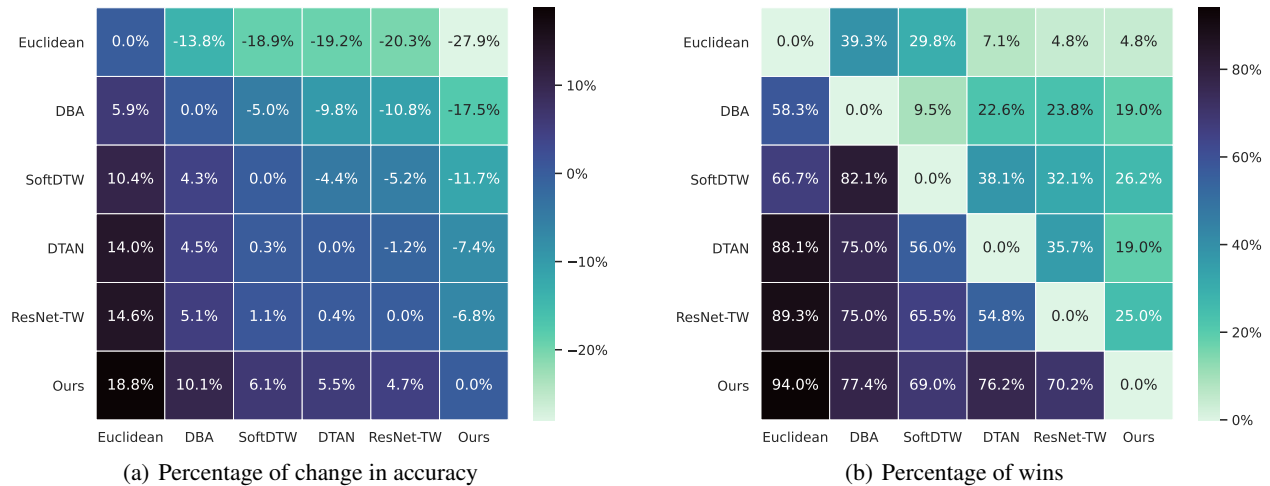 Euclidean 0.0% -13.8% -18.9% -19.2% -20.3% -27.9%
DBA 5.9% 0.0% -5.0% -9.8% -10.8% -17.5%
SoftDTW 10.4% 4.3% 0.0% -4.4% -5.2% -11.7%
DTAN 14.0% 4.5% 0.3% 0.0% -1.2% -7.4%
ResNet-TW 14.6% 5.1% 1.1% 0.4% 0.0% -6.8%
Ours 18.8% 10.1% 6.1% 5.5% 4.7% 0.0%
Euclidean DBA SoftDTW DTAN ResNet-TW Ours
10%
0%
−10%
−20%
(a) Percentage of change in accuracy
Euclidean 0.0% 39.3% 29.8% 7.1% 4.8% 4.8%
DBA 58.3% 0.0% 9.5% 22.6% 23.8% 19.0%
SoftDTW 66.7% 82.1% 0.0% 38.1% 32.1% 26.2%
DTAN 88.1% 75.0% 56.0% 0.0% 35.7% 19.0%
ResNet-TW 89.3% 75.0% 65.5% 54.8% 0.0% 25.0%
Ours 94.0% 77.4% 69.0% 76.2% 70.2% 0.0%
Euclidean DBA SoftDTW DTAN ResNet-TW Ours
80%
60%
40%
20%
0%
(b) Percentage of wins